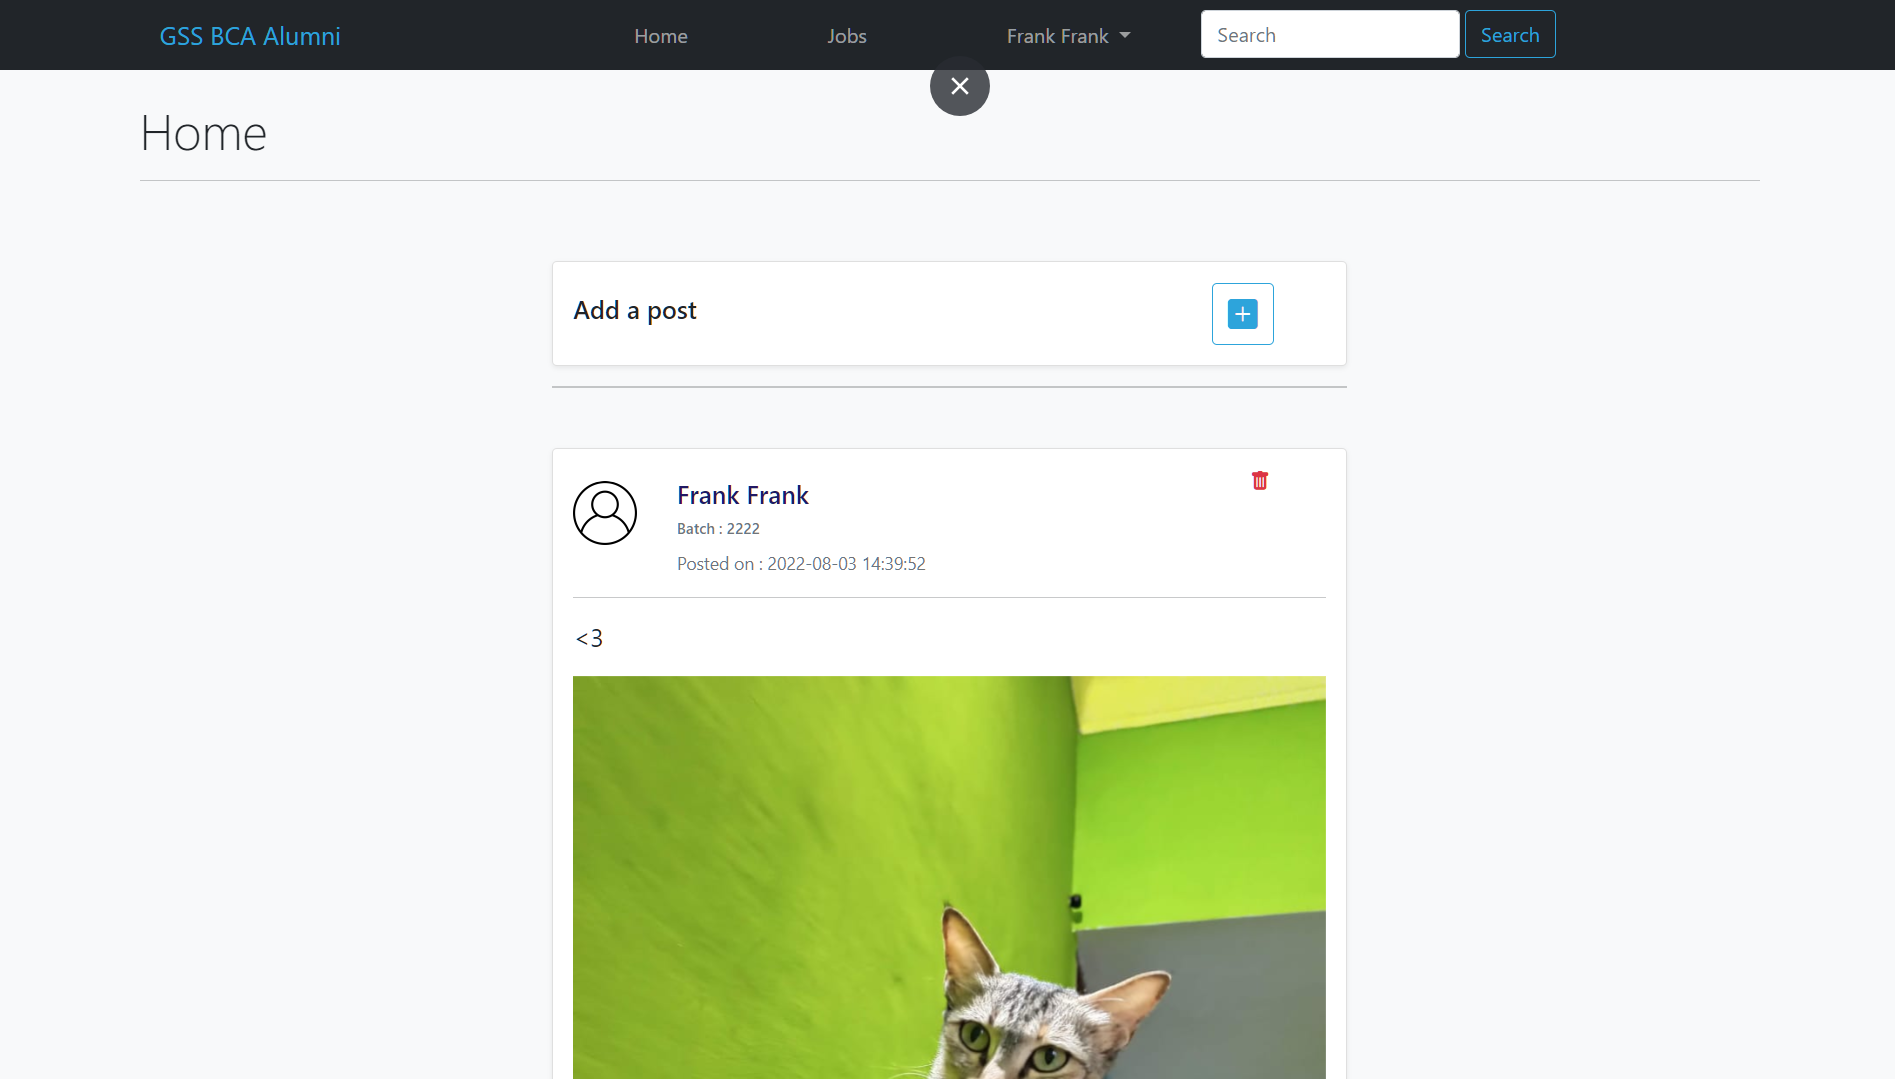 GSS BCA Alumni Home Jobs Frank Frank Search Search
Home
Add a post
Frank Frank
Batch : 2222
Posted on : 2022-08-03 14:39:52
<3